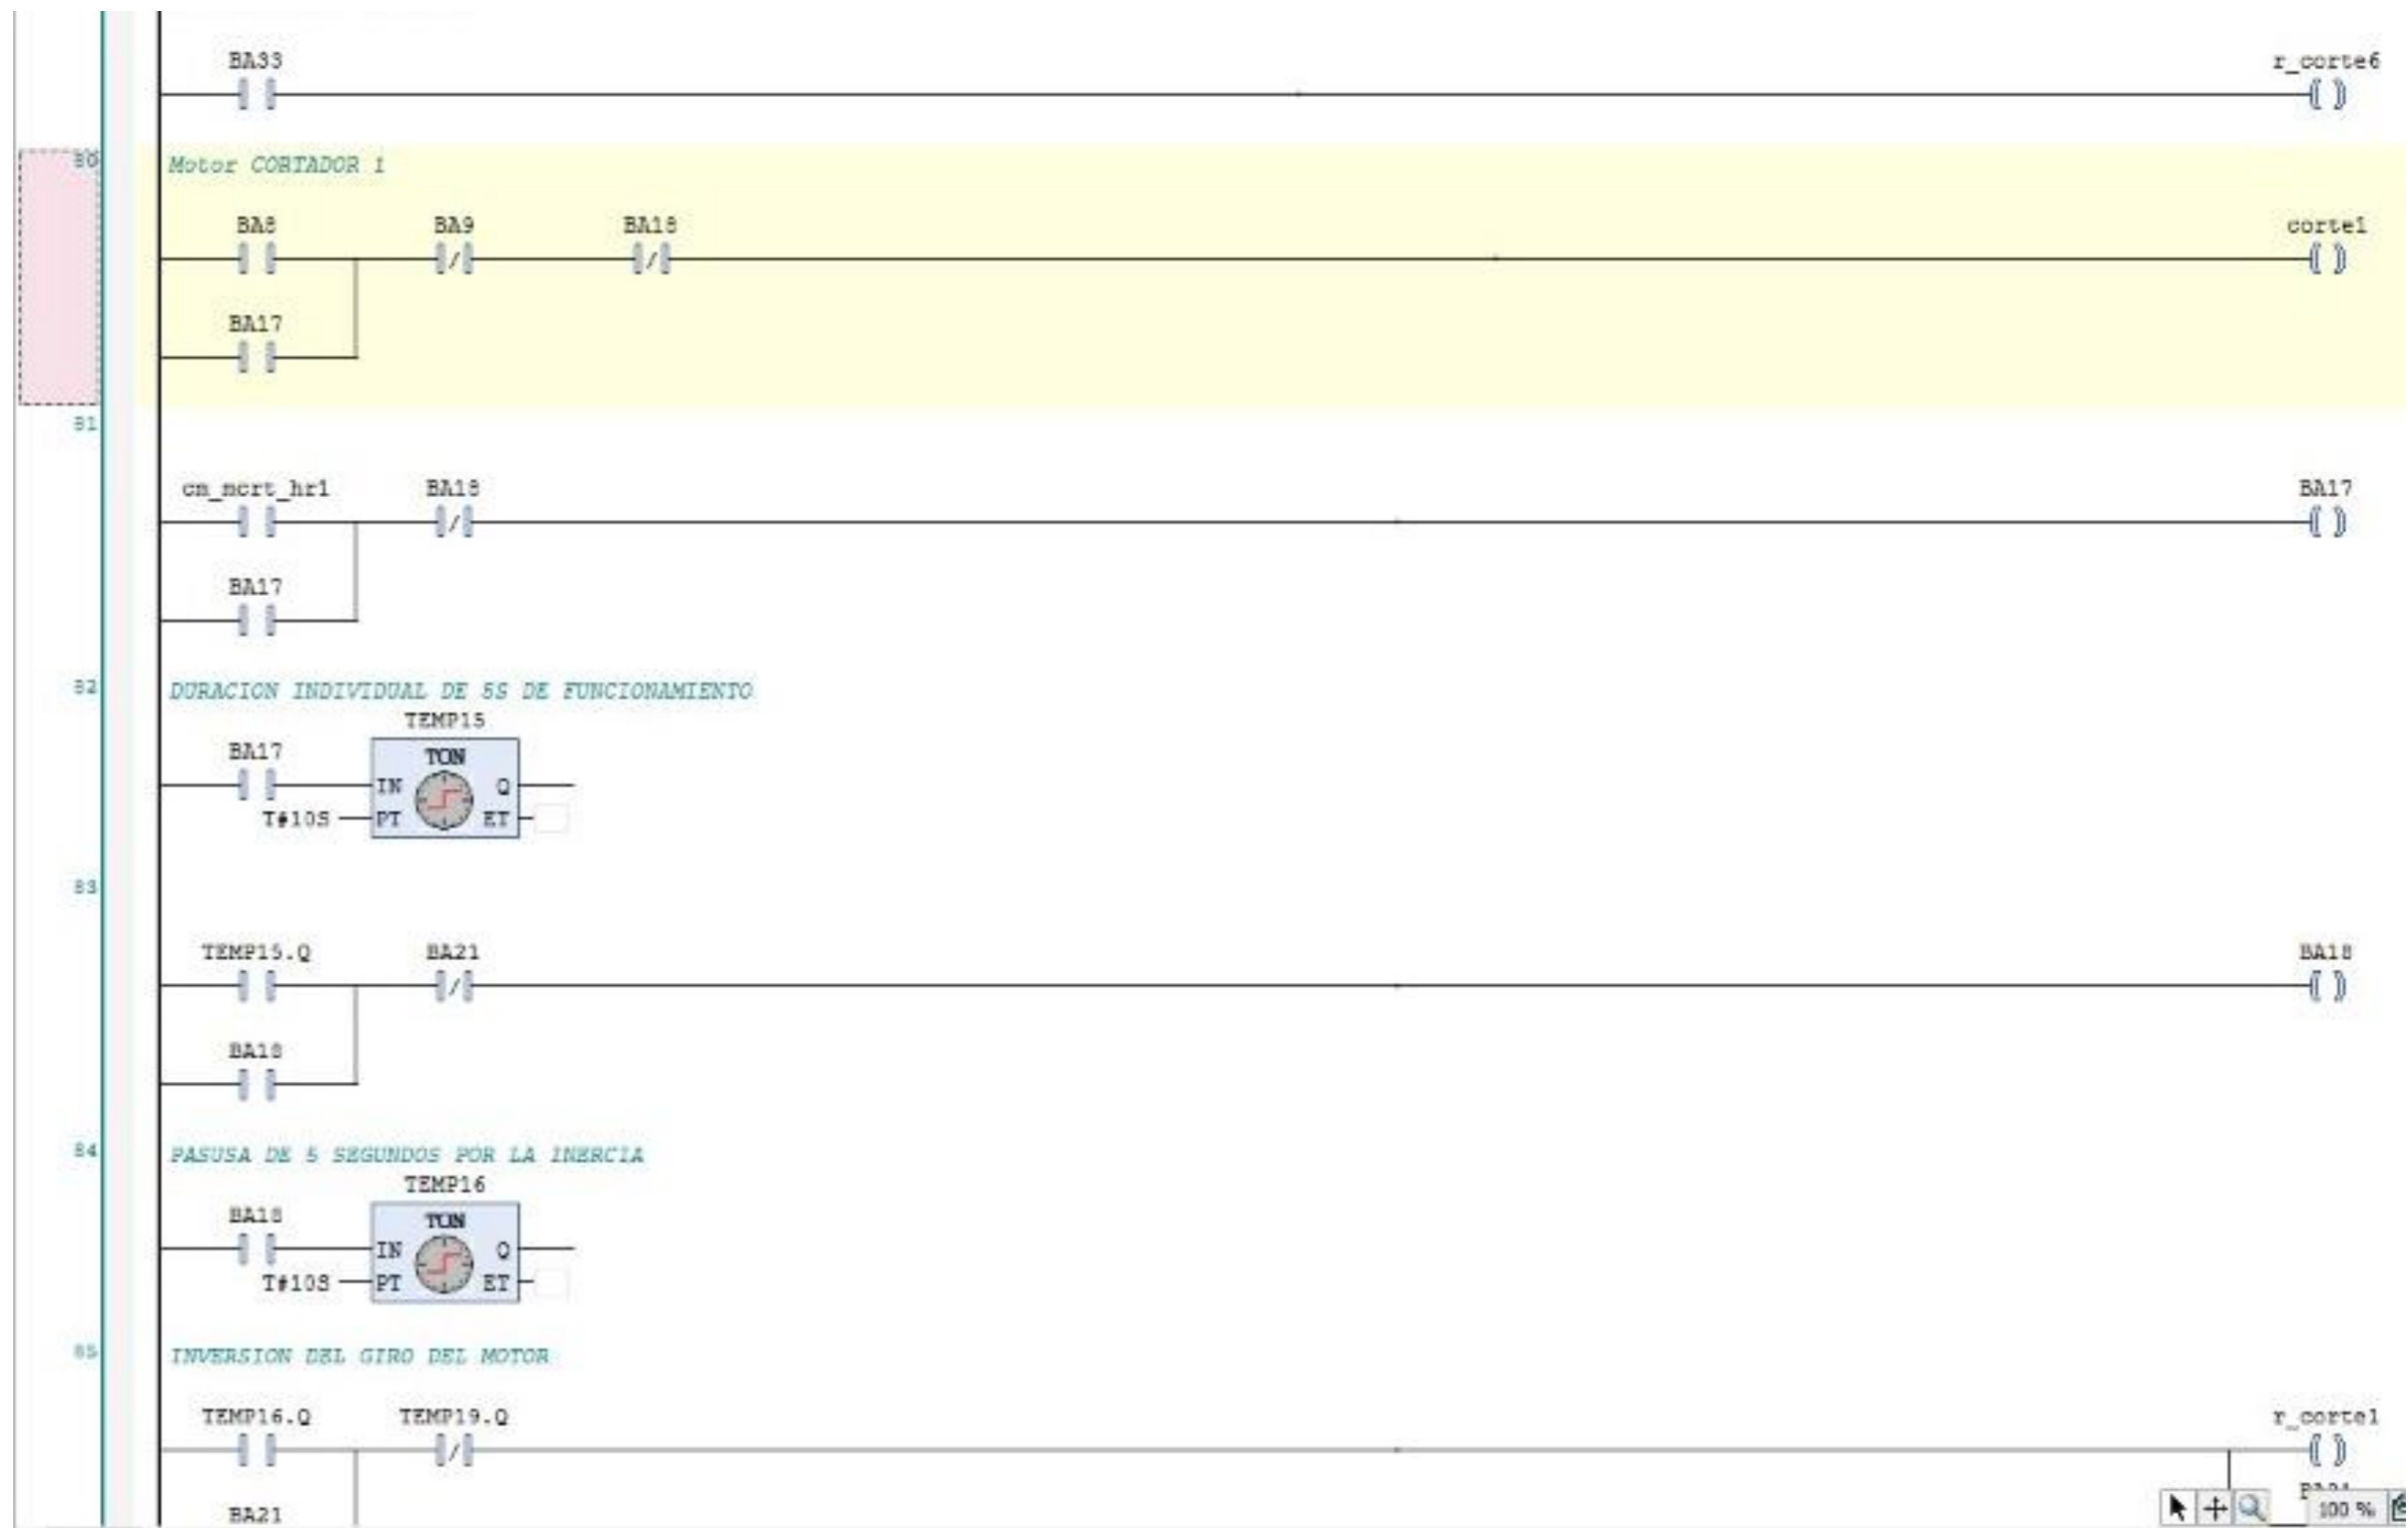 BA33 r_corte6
80 Motor CORTADOR 1
BA8 BA9 BA18 corte1
BA17
81
cm_mcrt_hr1 BA18 BA17
BA17
82 DURACION INDIVIDUAL DE 5S DE FUNCIONAMIENTO
TEMP15
BA17 TON
IN Q
T#10S PT ET
83
TEMP15.Q BA21 BA18
BA18
84 PASUSA DE 5 SEGUNDOS POR LA INERCIA
TEMP16
BA18 TON
IN Q
T#10S PT ET
85 INVERSION DEL GIRO DEL MOTOR
TEMP16.Q TEMP19.Q r_corte1
BA21
100 %